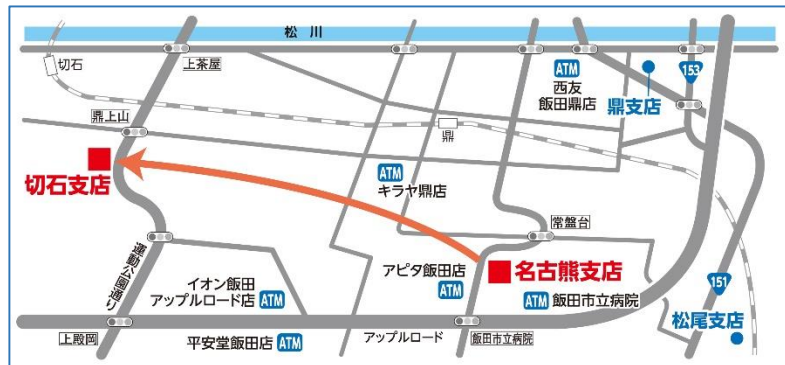 松川
切石
上茶屋
ATM
西友
飯田鼎店
153
鼎支店
鼎上山
鼎
切石支店
ATM
キラヤ鼎店
常盤台
運動公園通り
イオン飯田
アップルロード店 ATM
アピタ飯田店
ATM
名古熊支店
ATM 飯田市立病院
151
松尾支店
上殿岡
平安堂飯田店 ATM
アップルロード
飯田市立病院